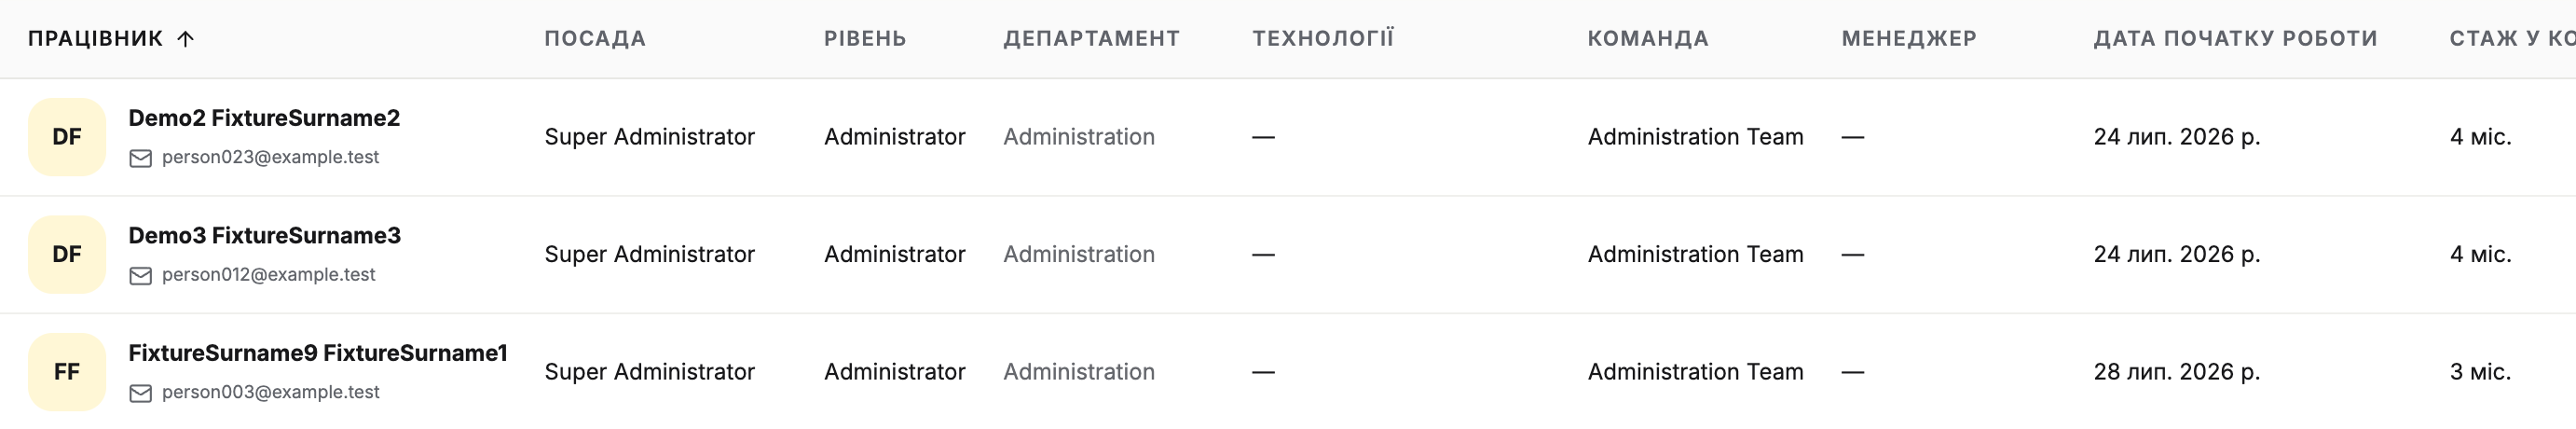 ПРАЦІВНИК ↑ ПОСАДА РІВЕНЬ ДЕПАРТАМЕНТ ТЕХНОЛОГІЇ КОМАНДА МЕНЕДЖЕР ДАТА ПОЧАТКУ РОБОТИ СТАЖ У КО
DF Demo2 FixtureSurname2 Super Administrator Administrator Administration — Administration Team — 24 лип. 2026 р. 4 міс.
person023@example.test
DF Demo3 FixtureSurname3 Super Administrator Administrator Administration — Administration Team — 24 лип. 2026 р. 4 міс.
person012@example.test
FF FixtureSurname9 FixtureSurname1 Super Administrator Administrator Administration — Administration Team — 28 лип. 2026 р. 3 міс.
person003@example.test